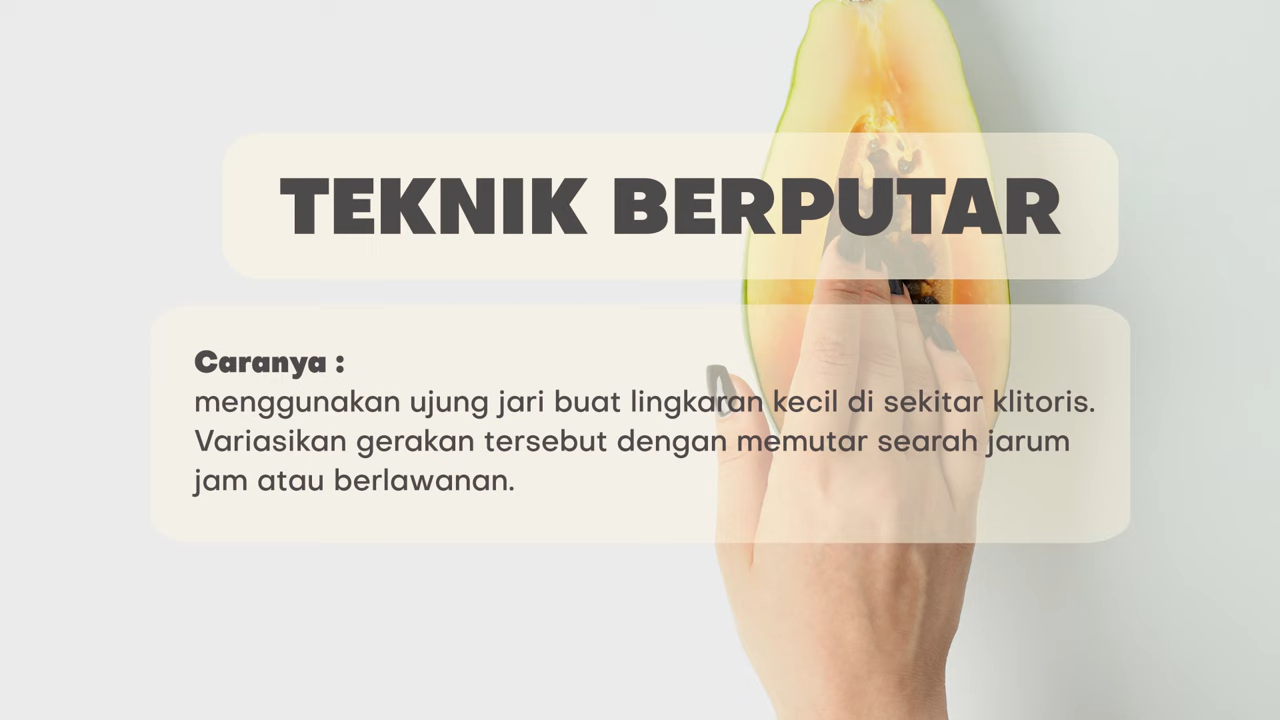 TEKNIK BERPUTAR
Caranya :
menggunakan ujung jari buat lingkaran kecil di sekitar klitoris.
Variasikan gerakan tersebut dengan memutar searah jarum
jam atau berlawanan.